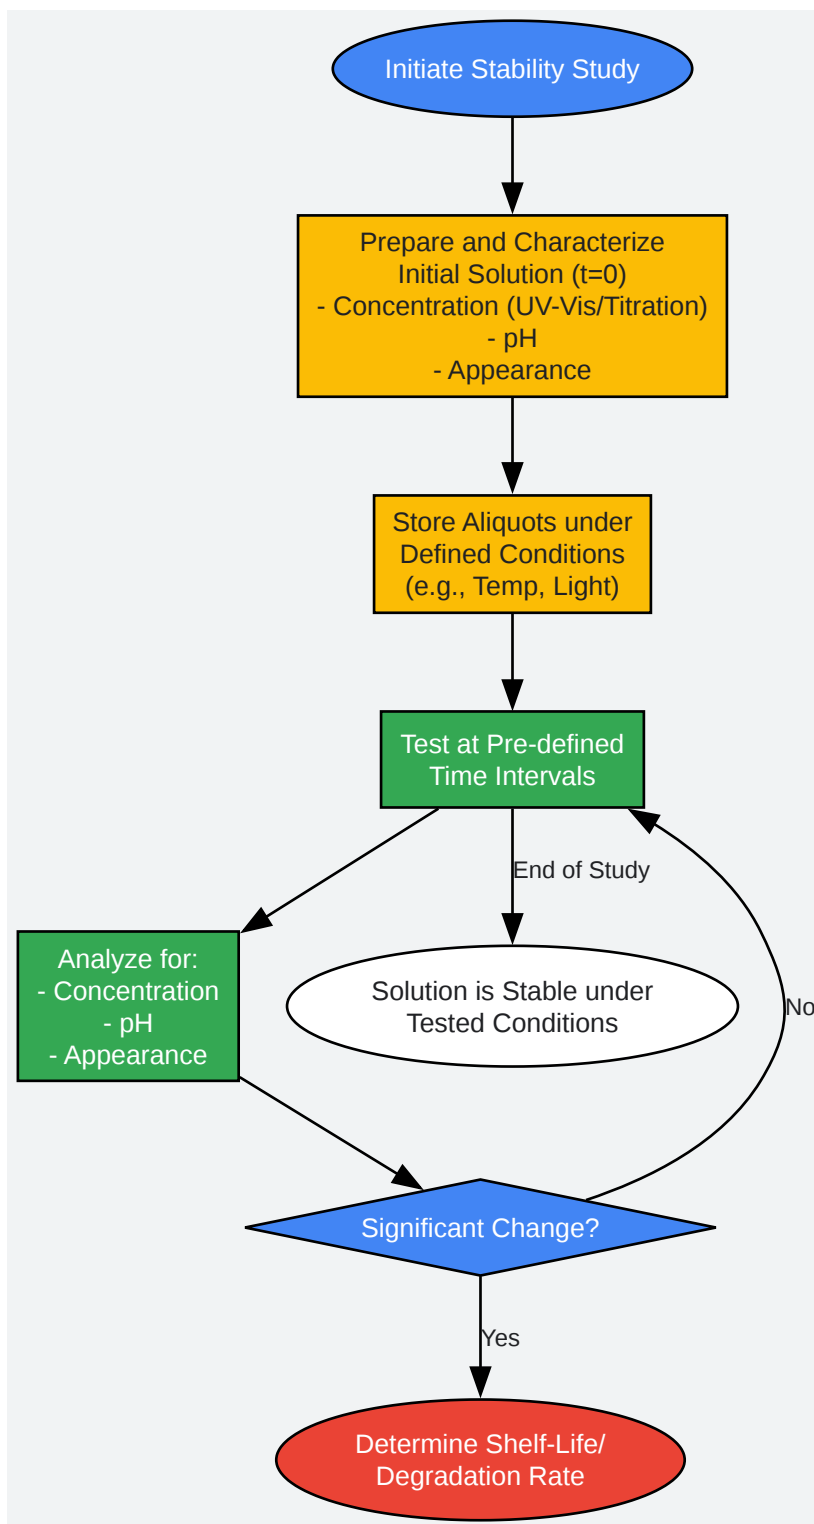 Initiate Stability Study
Prepare and Characterize
Initial Solution (t=0)
- Concentration (UV-Vis/Titration)
- pH
- Appearance
Store Aliquots under
Defined Conditions
(e.g., Temp, Light)
Test at Pre-defined
Time Intervals
End of Study
Analyze for:
- Concentration
- pH
- Appearance
Solution is Stable under
Tested Conditions
No
Significant Change?
Yes
Determine Shelf-Life/
Degradation Rate